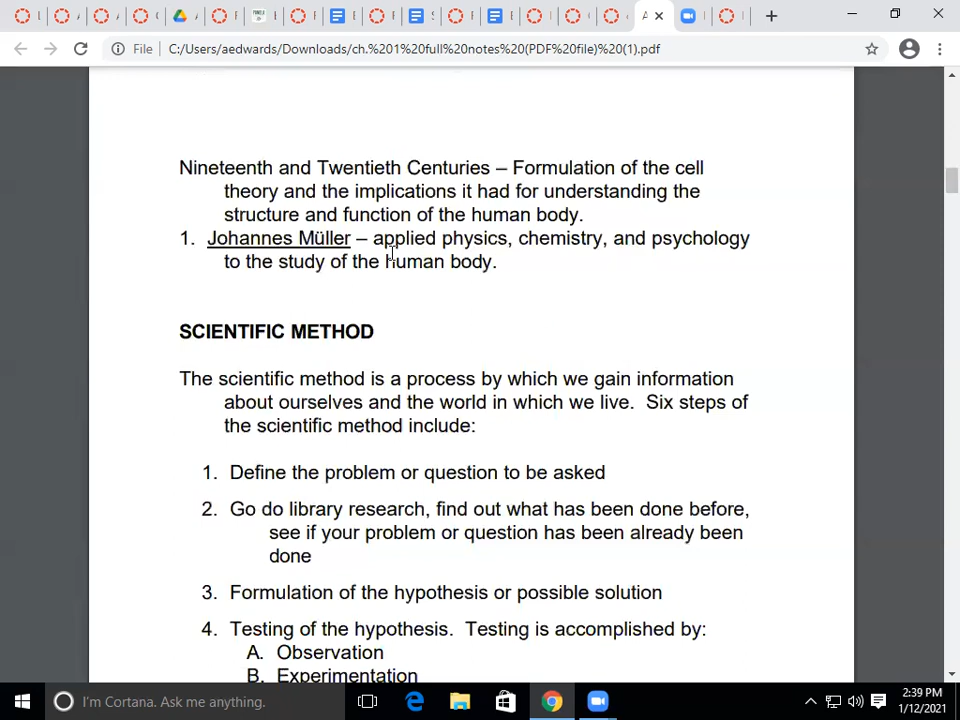 File
C:/Users/aedwards/Downloads/ch.%201%20full%20notes%20(PDF%20file)%20(1).pdf
Nineteenth and Twentieth Centuries – Formulation of the cell
theory and the implications it had for understanding the
structure and function of the human body.
1. Johannes Müller – applied physics, chemistry, and psychology
to the study of the human body.
SCIENTIFIC METHOD
The scientific method is a process by which we gain information
about ourselves and the world in which we live. Six steps of
the scientific method include:
1. Define the problem or question to be asked
2. Go do library research, find out what has been done before,
see if your problem or question has been already been
done
3. Formulation of the hypothesis or possible solution
4. Testing of the hypothesis. Testing is accomplished by:
A. Observation
B. Experimentation
I'm Cortana. Ask me anything.
2:39 PM
1/12/2021